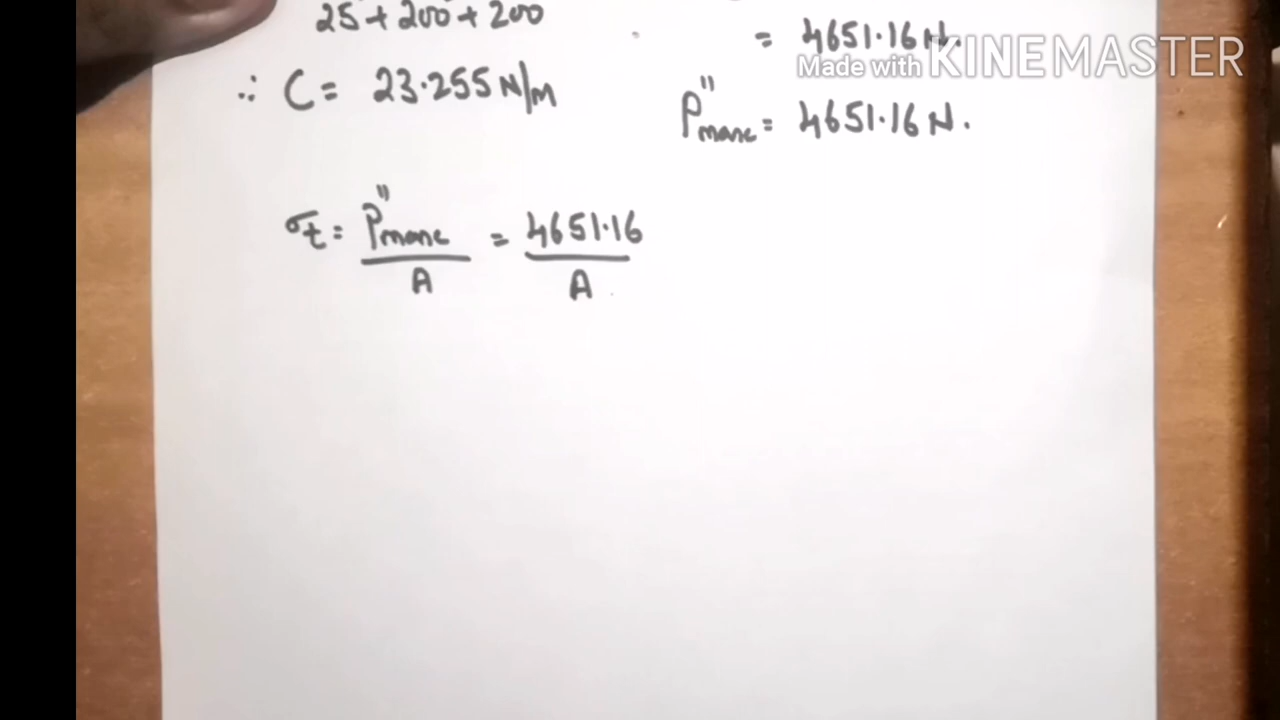 25 + 200 + 200
= 4651.16 N.
Made with KINEMASTER
∴ C = 23.255 N/m
P"max = 4651.16 N.
σt = P"max / A = 4651.16 / A